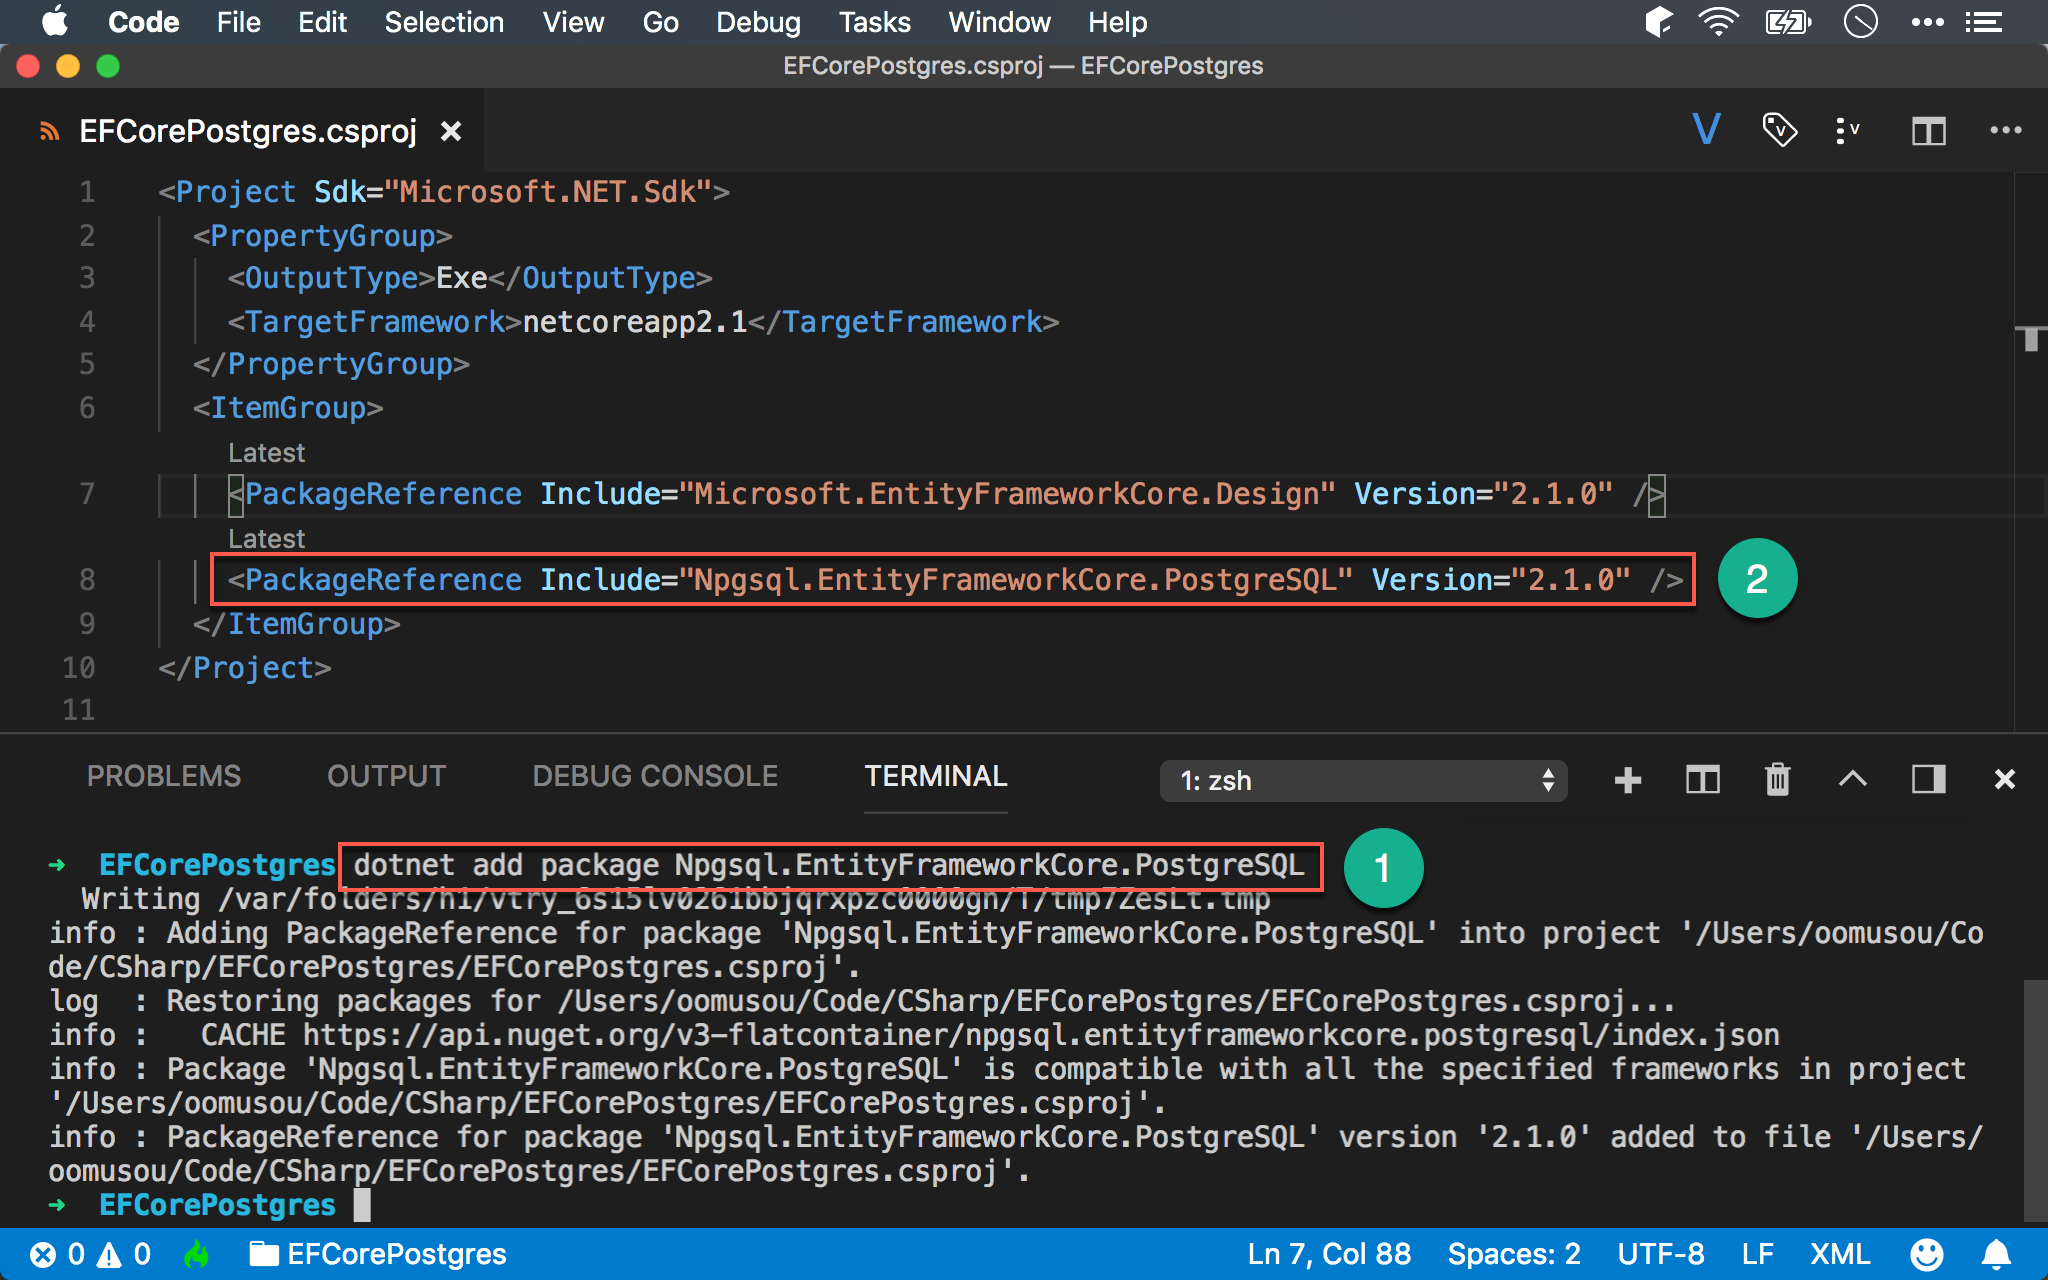 Code File Edit Selection View Go Debug Tasks Window Help
EFCorePostgres.csproj — EFCorePostgres
EFCorePostgres.csproj
1 <Project Sdk="Microsoft.NET.Sdk">
2 <PropertyGroup>
3 <OutputType>Exe</OutputType>
4 <TargetFramework>netcoreapp2.1</TargetFramework>
5 </PropertyGroup>
6 <ItemGroup>
Latest
7 <PackageReference Include="Microsoft.EntityFrameworkCore.Design" Version="2.1.0" />
Latest
8 <PackageReference Include="Npgsql.EntityFrameworkCore.PostgreSQL" Version="2.1.0" />
2
9 </ItemGroup>
10 </Project>
11
PROBLEMS OUTPUT DEBUG CONSOLE TERMINAL 1: zsh
→ EFCorePostgres dotnet add package Npgsql.EntityFrameworkCore.PostgreSQL
1
Writing
info : Adding PackageReference for package 'Npgsql.EntityFrameworkCore.PostgreSQL' into project '/Users/oomusou/Co
de/CSharp/EFCorePostgres/EFCorePostgres.csproj'.
log : Restoring packages for /Users/oomusou/Code/CSharp/EFCorePostgres/EFCorePostgres.csproj...
info : CACHE https://api.nuget.org/v3-flatcontainer/npgsql.entityframeworkcore.postgresql/index.json
info : Package 'Npgsql.EntityFrameworkCore.PostgreSQL' is compatible with all the specified frameworks in project
'/Users/oomusou/Code/CSharp/EFCorePostgres/EFCorePostgres.csproj'.
info : PackageReference for package 'Npgsql.EntityFrameworkCore.PostgreSQL' version '2.1.0' added to file '/Users/
oomusou/Code/CSharp/EFCorePostgres/EFCorePostgres.csproj'.
→ EFCorePostgres
0 0 EFCorePostgres Ln 7, Col 88 Spaces: 2 UTF-8 LF XML